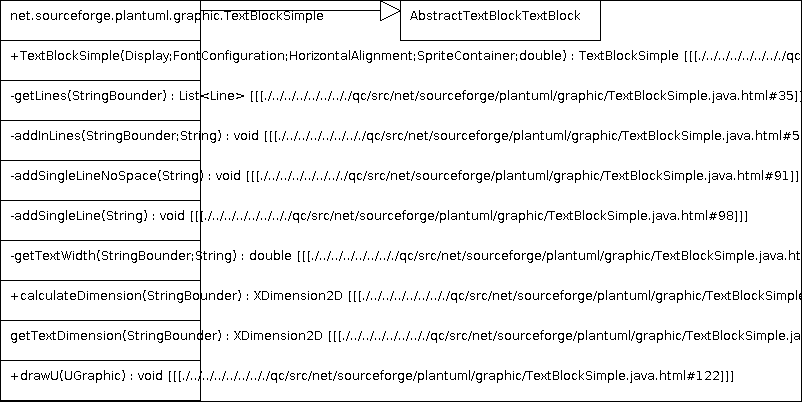 net.sourceforge.plantuml.graphic.TextBlockSimple
AbstractTextBlockTextBlock
+TextBlockSimple(Display;FontConfiguration;HorizontalAlignment;SpriteContainer;double) : TextBlockSimple [[[./../../../../../../qc
-getLines(StringBounder) : List<Line> [[[./../../../../../../qc/src/net/sourceforge/plantuml/graphic/TextBlockSimple.java.html#35]]
-addInLines(StringBounder;String) : void [[[./../../../../../../qc/src/net/sourceforge/plantuml/graphic/TextBlockSimple.java.html#5
-addSingleLineNoSpace(String) : void [[[./../../../../../../qc/src/net/sourceforge/plantuml/graphic/TextBlockSimple.java.html#91]]]
-addSingleLine(String) : void [[[./../../../../../../qc/src/net/sourceforge/plantuml/graphic/TextBlockSimple.java.html#98]]]
-getTextWidth(StringBounder;String) : double [[[./../../../../../../qc/src/net/sourceforge/plantuml/graphic/TextBlockSimple.java.ht
+calculateDimension(StringBounder) : XDimension2D [[[./../../../../../../qc/src/net/sourceforge/plantuml/graphic/TextBlockSimple
getTextDimension(StringBounder) : XDimension2D [[[./../../../../../../qc/src/net/sourceforge/plantuml/graphic/TextBlockSimple.ja
+drawU(UGraphic) : void [[[./../../../../../../qc/src/net/sourceforge/plantuml/graphic/TextBlockSimple.java.html#122]]]